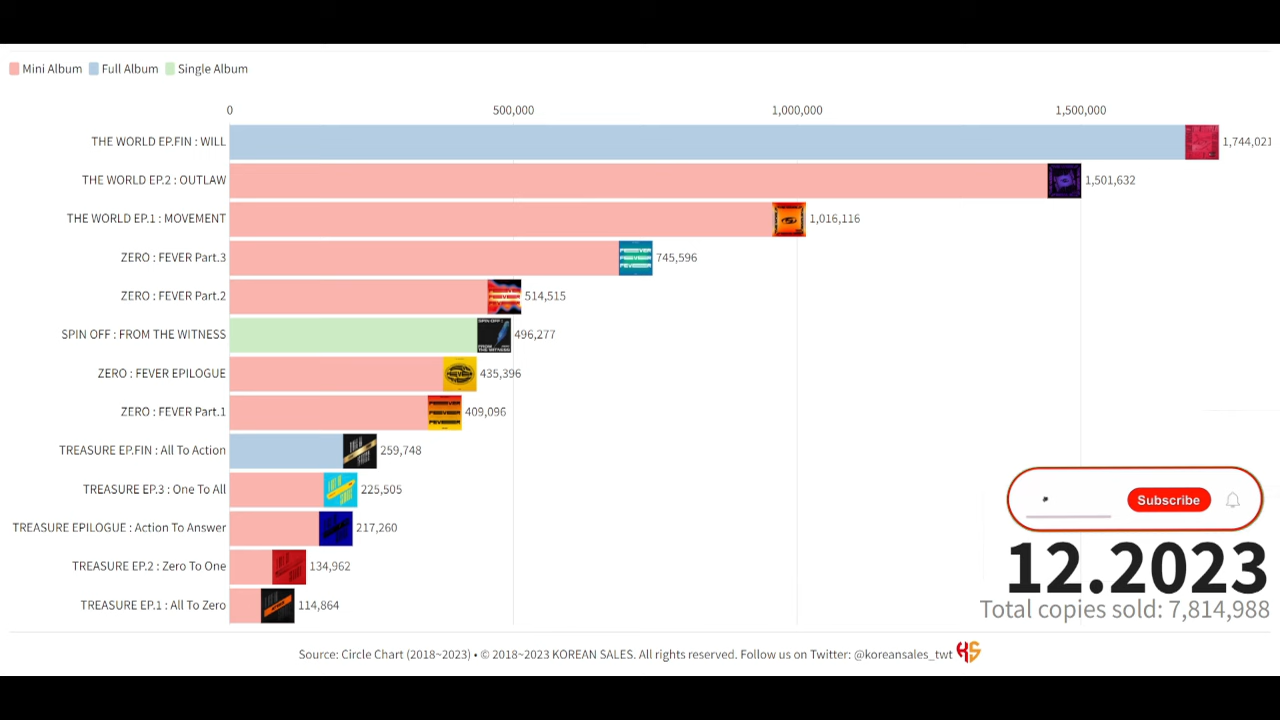 Mini Album Full Album Single Album
0 500,000 1,000,000 1,500,000
THE WORLD EP.FIN : WILL 1,744,021
THE WORLD EP.2 : OUTLAW 1,501,632
THE WORLD EP.1 : MOVEMENT 1,016,116
ZERO : FEVER Part.3 745,596
ZERO : FEVER Part.2 514,515
SPIN OFF : FROM THE WITNESS 496,277
ZERO : FEVER EPILOGUE 435,396
ZERO : FEVER Part.1 409,096
TREASURE EP.FIN : All To Action 259,748
TREASURE EP.3 : One To All 225,505
TREASURE EPILOGUE : Action To Answer 217,260
TREASURE EP.2 : Zero To One 134,962
TREASURE EP.1 : All To Zero 114,864
Subscribe
12.2023
Total copies sold: 7,814,988
Source: Circle Chart (2018~2023) • © 2018~2023 KOREAN SALES. All rights reserved. Follow us on Twitter: @koreansales_twt KS